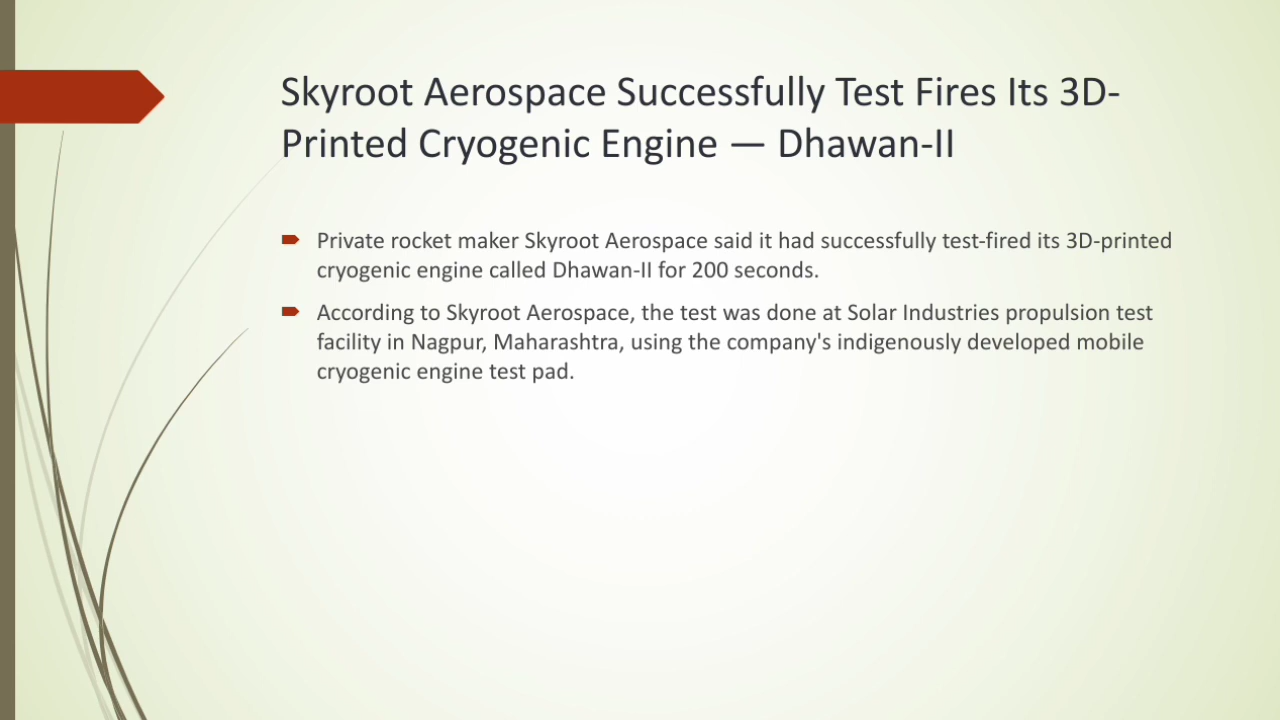 Skyroot Aerospace Successfully Test Fires Its 3D-
Printed Cryogenic Engine — Dhawan-II
Private rocket maker Skyroot Aerospace said it had successfully test-fired its 3D-printed
cryogenic engine called Dhawan-II for 200 seconds.
According to Skyroot Aerospace, the test was done at Solar Industries propulsion test
facility in Nagpur, Maharashtra, using the company's indigenously developed mobile
cryogenic engine test pad.